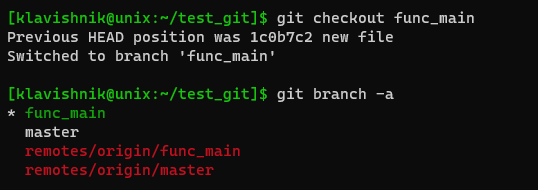 [klavishnik@unix:~/test_git]$ git checkout func_main
Previous HEAD position was 1c0b7c2 new file
Switched to branch 'func_main'
[klavishnik@unix:~/test_git]$ git branch -a
* func_main
  master
  remotes/origin/func_main
  remotes/origin/master